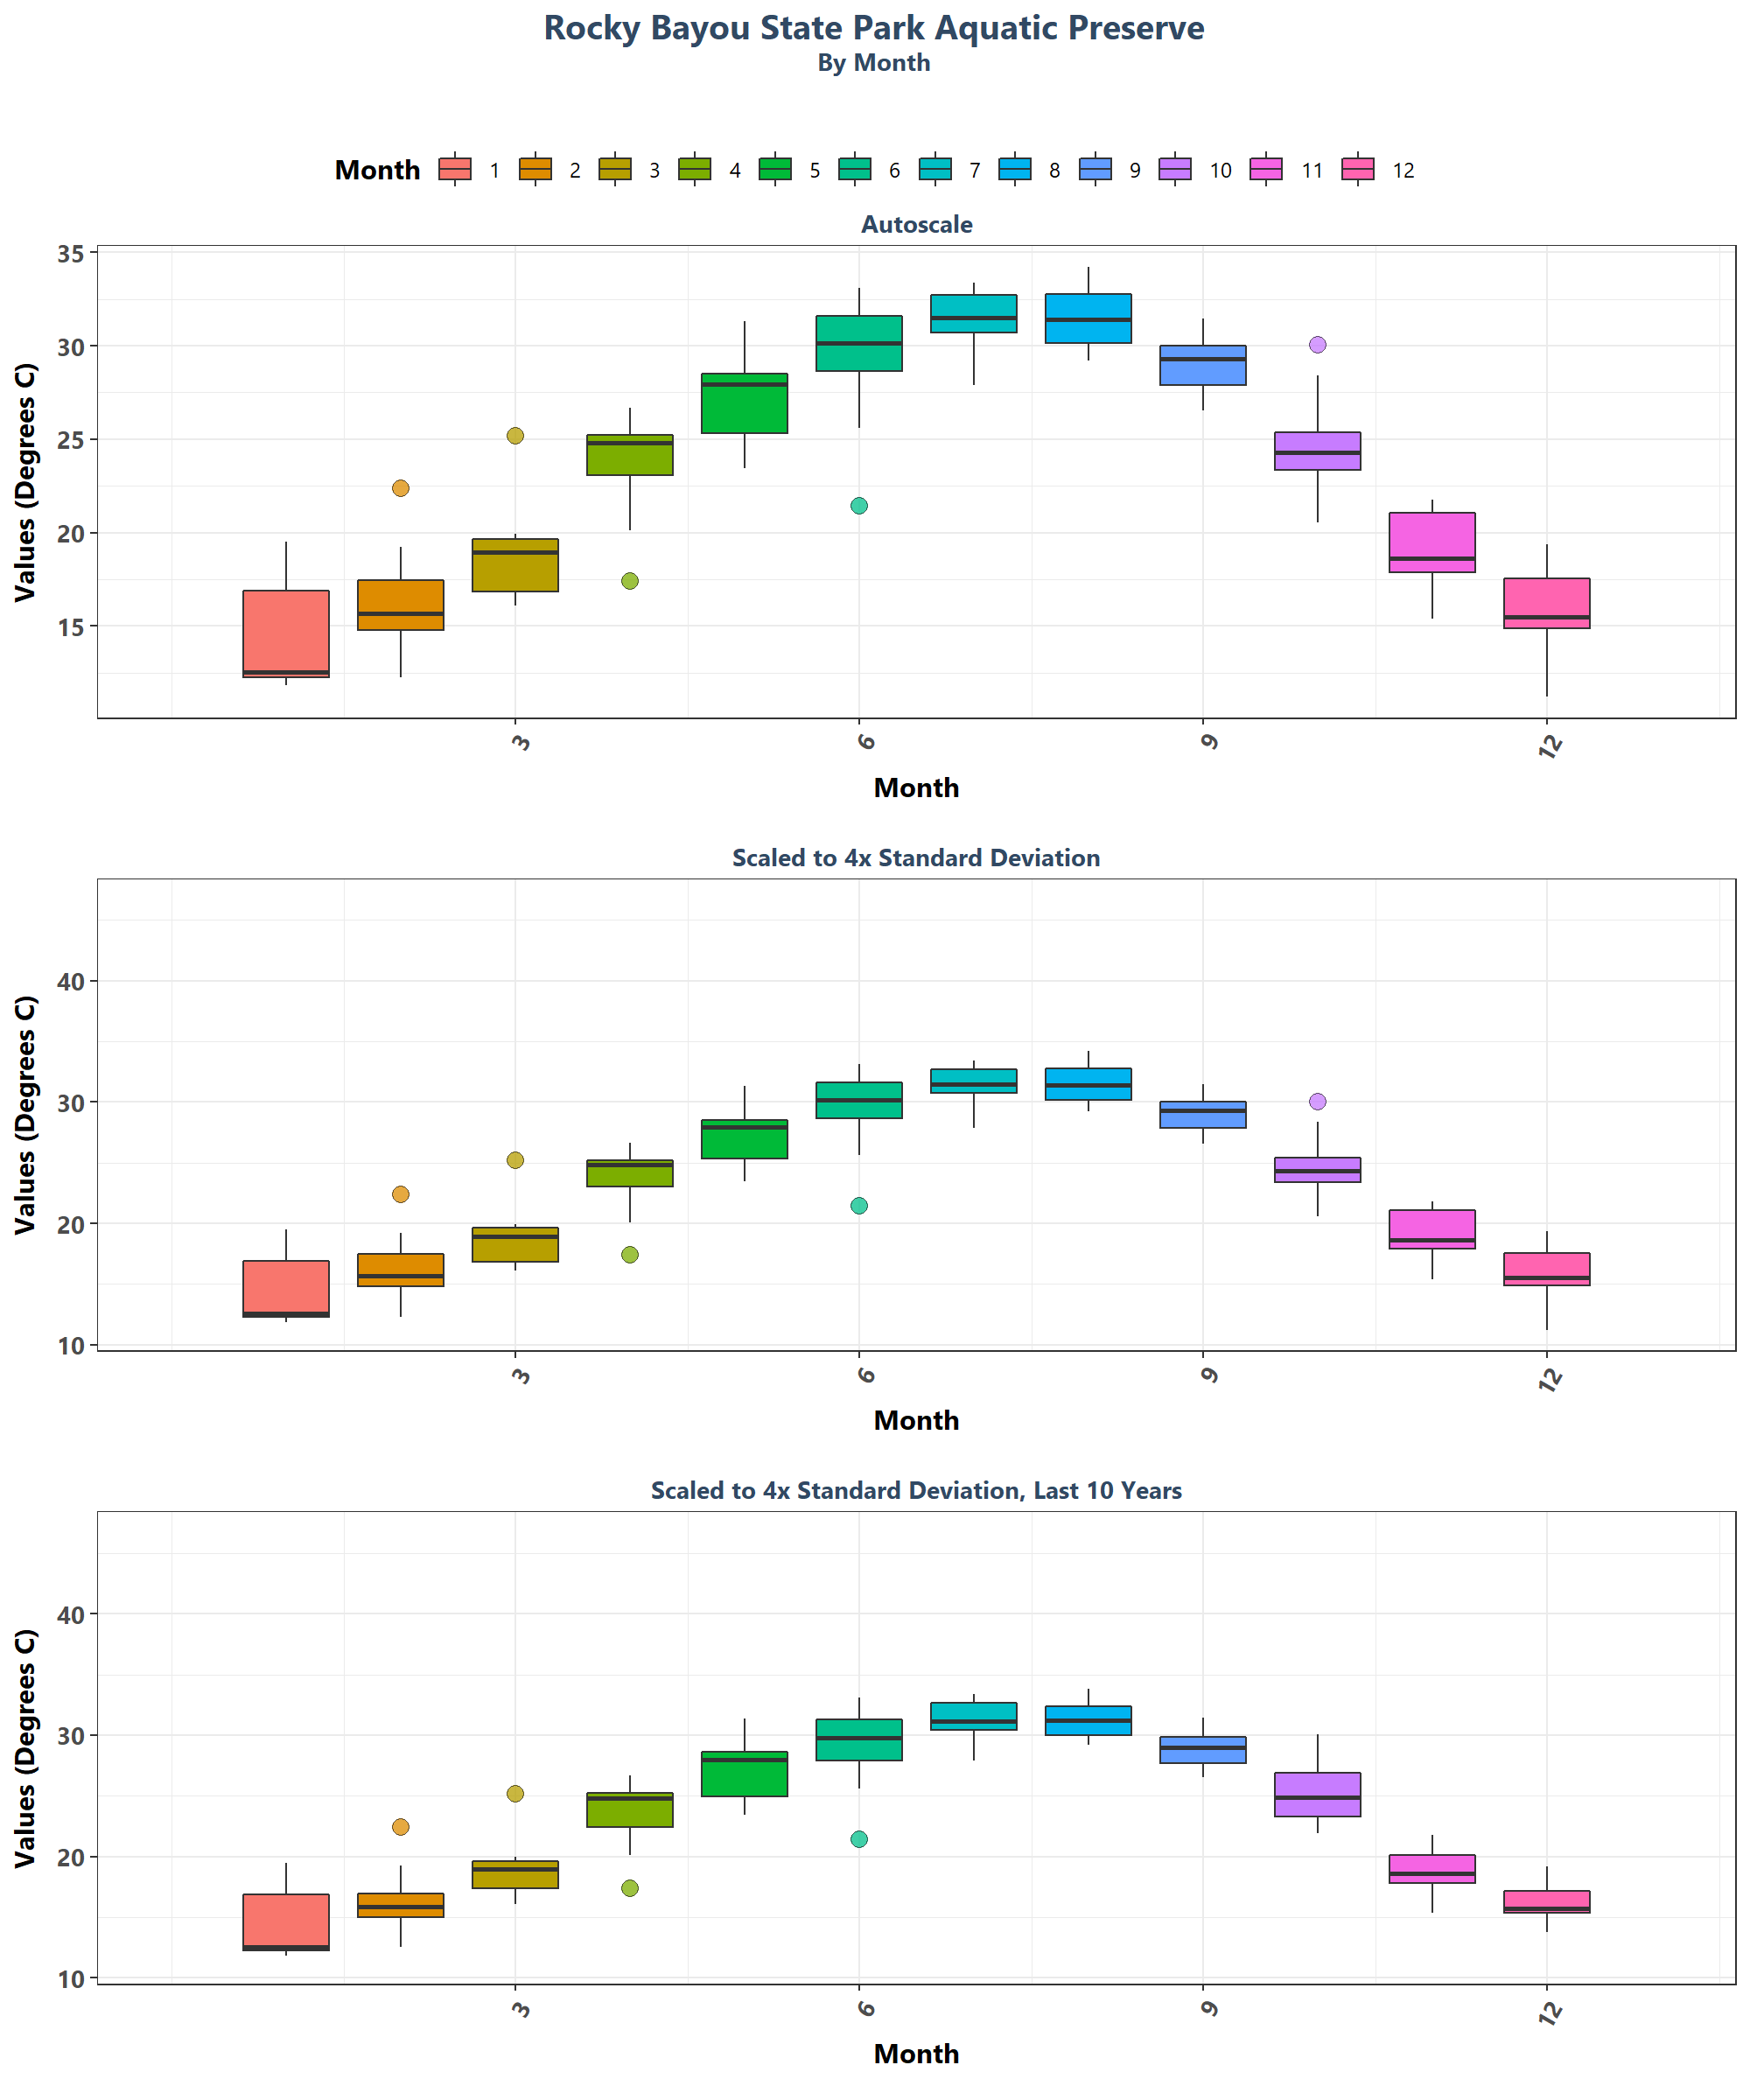 Rocky Bayou State Park Aquatic Preserve
By Month
Month 1 2 3 4 5 6 7 8 9 10 11 12
Autoscale
Values (Degrees C)
35
30
25
20
15
3 6 9 12
Month
Scaled to 4x Standard Deviation
Values (Degrees C)
40
30
20
10
3 6 9 12
Month
Scaled to 4x Standard Deviation, Last 10 Years
Values (Degrees C)
40
30
20
10
3 6 9 12
Month